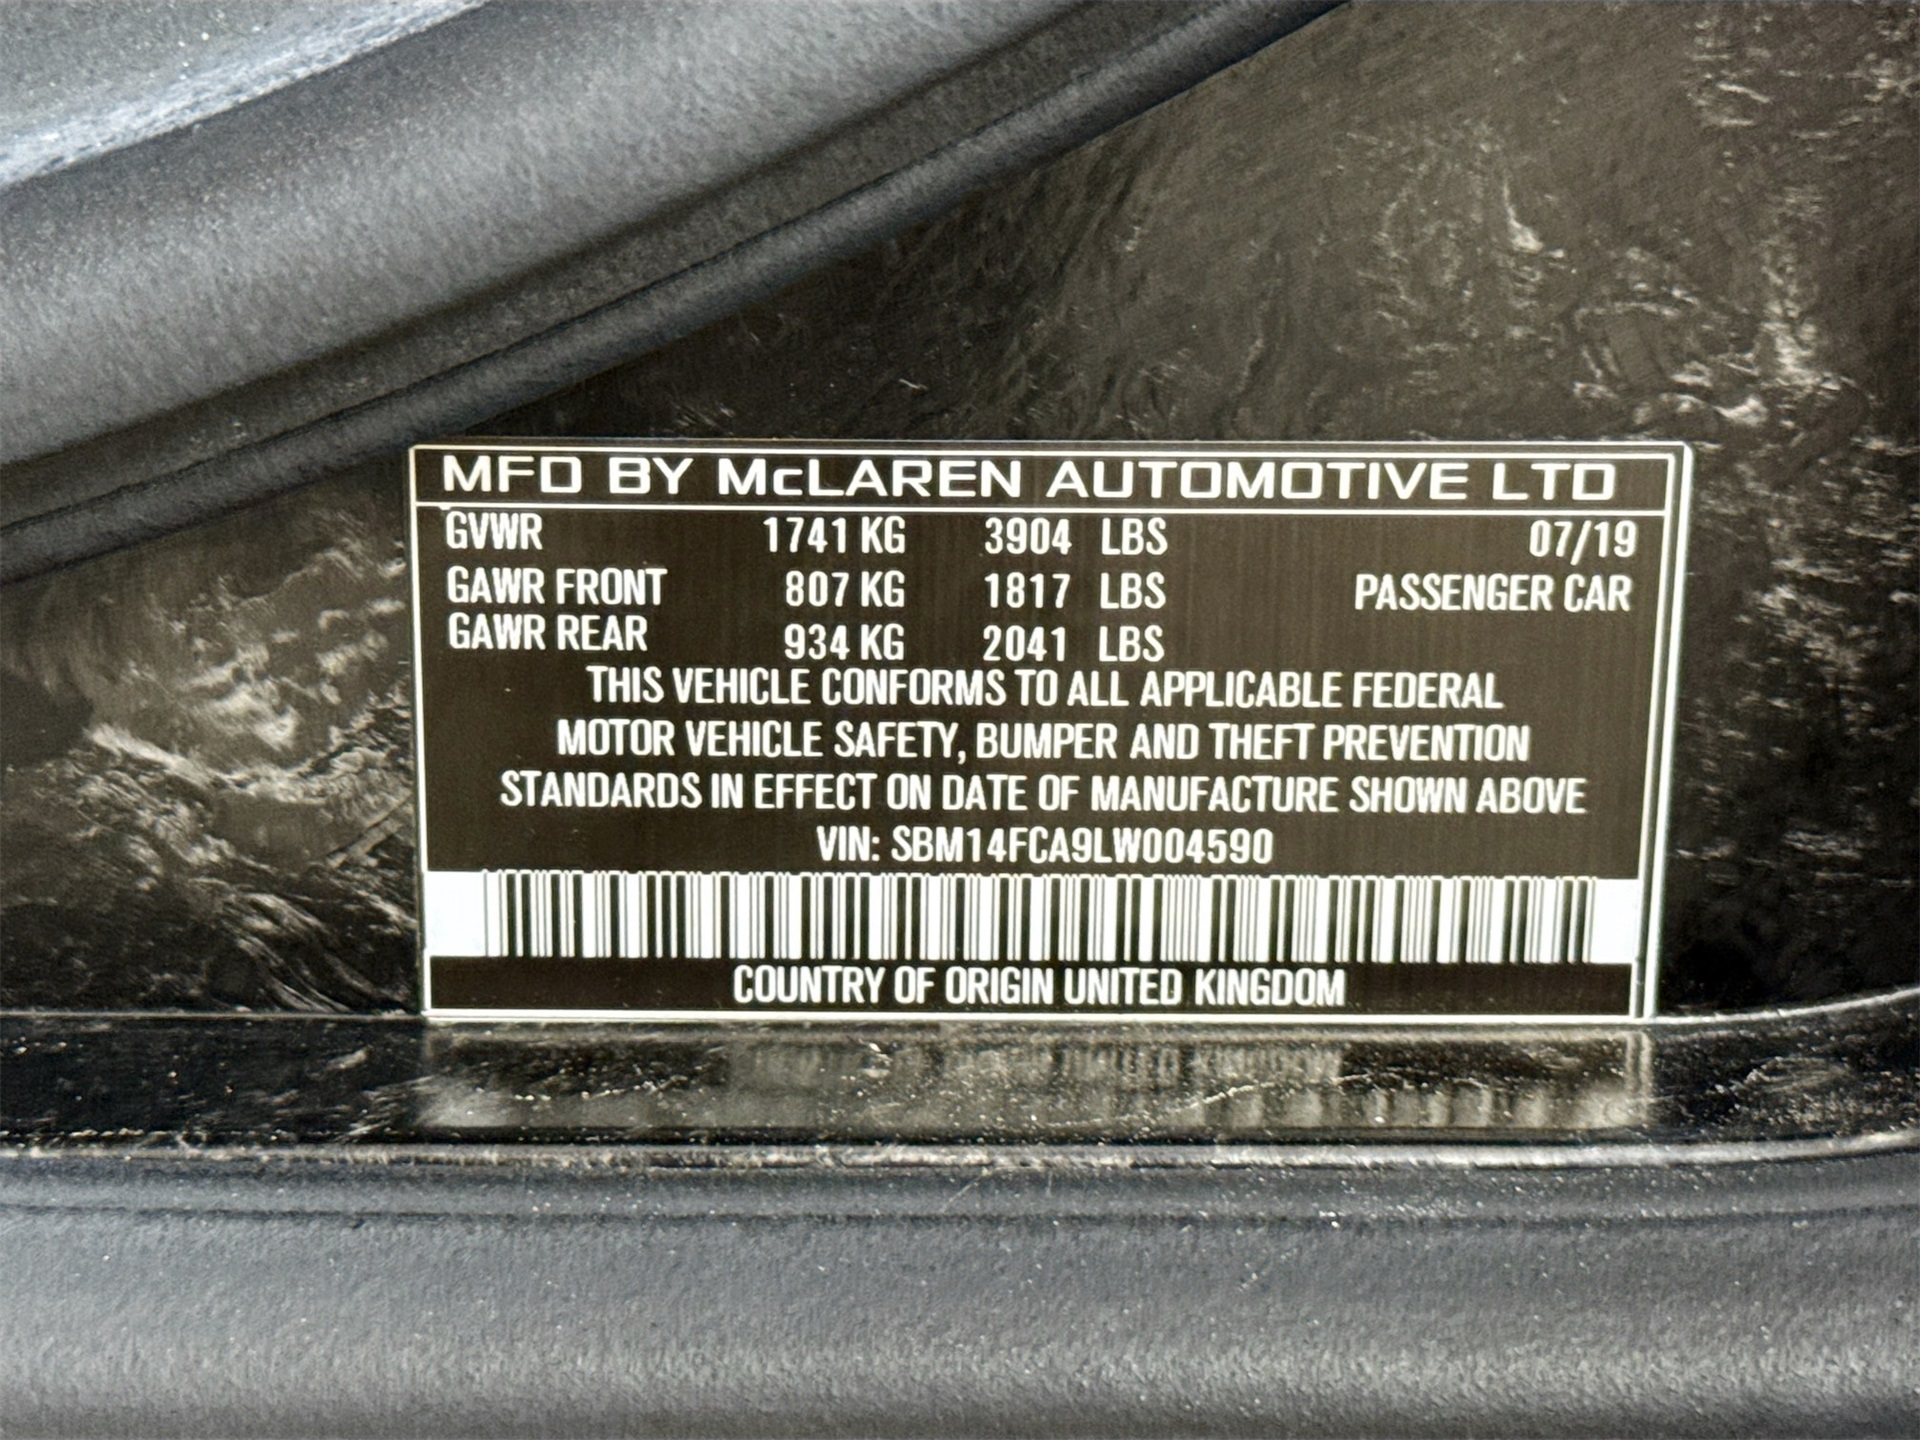 MFD BY McLAREN AUTOMOTIVE LTD
GVWR 1741 KG 3904 LBS 07/19
GAWR FRONT 807 KG 1817 LBS PASSENGER CAR
GAWR REAR 934 KG 2041 LBS
THIS VEHICLE CONFORMS TO ALL APPLICABLE FEDERAL
MOTOR VEHICLE SAFETY, BUMPER AND THEFT PREVENTION
STANDARDS IN EFFECT ON DATE OF MANUFACTURE SHOWN ABOVE
VIN: SBM14FCA9LW004590
COUNTRY OF ORIGIN UNITED KINGDOM